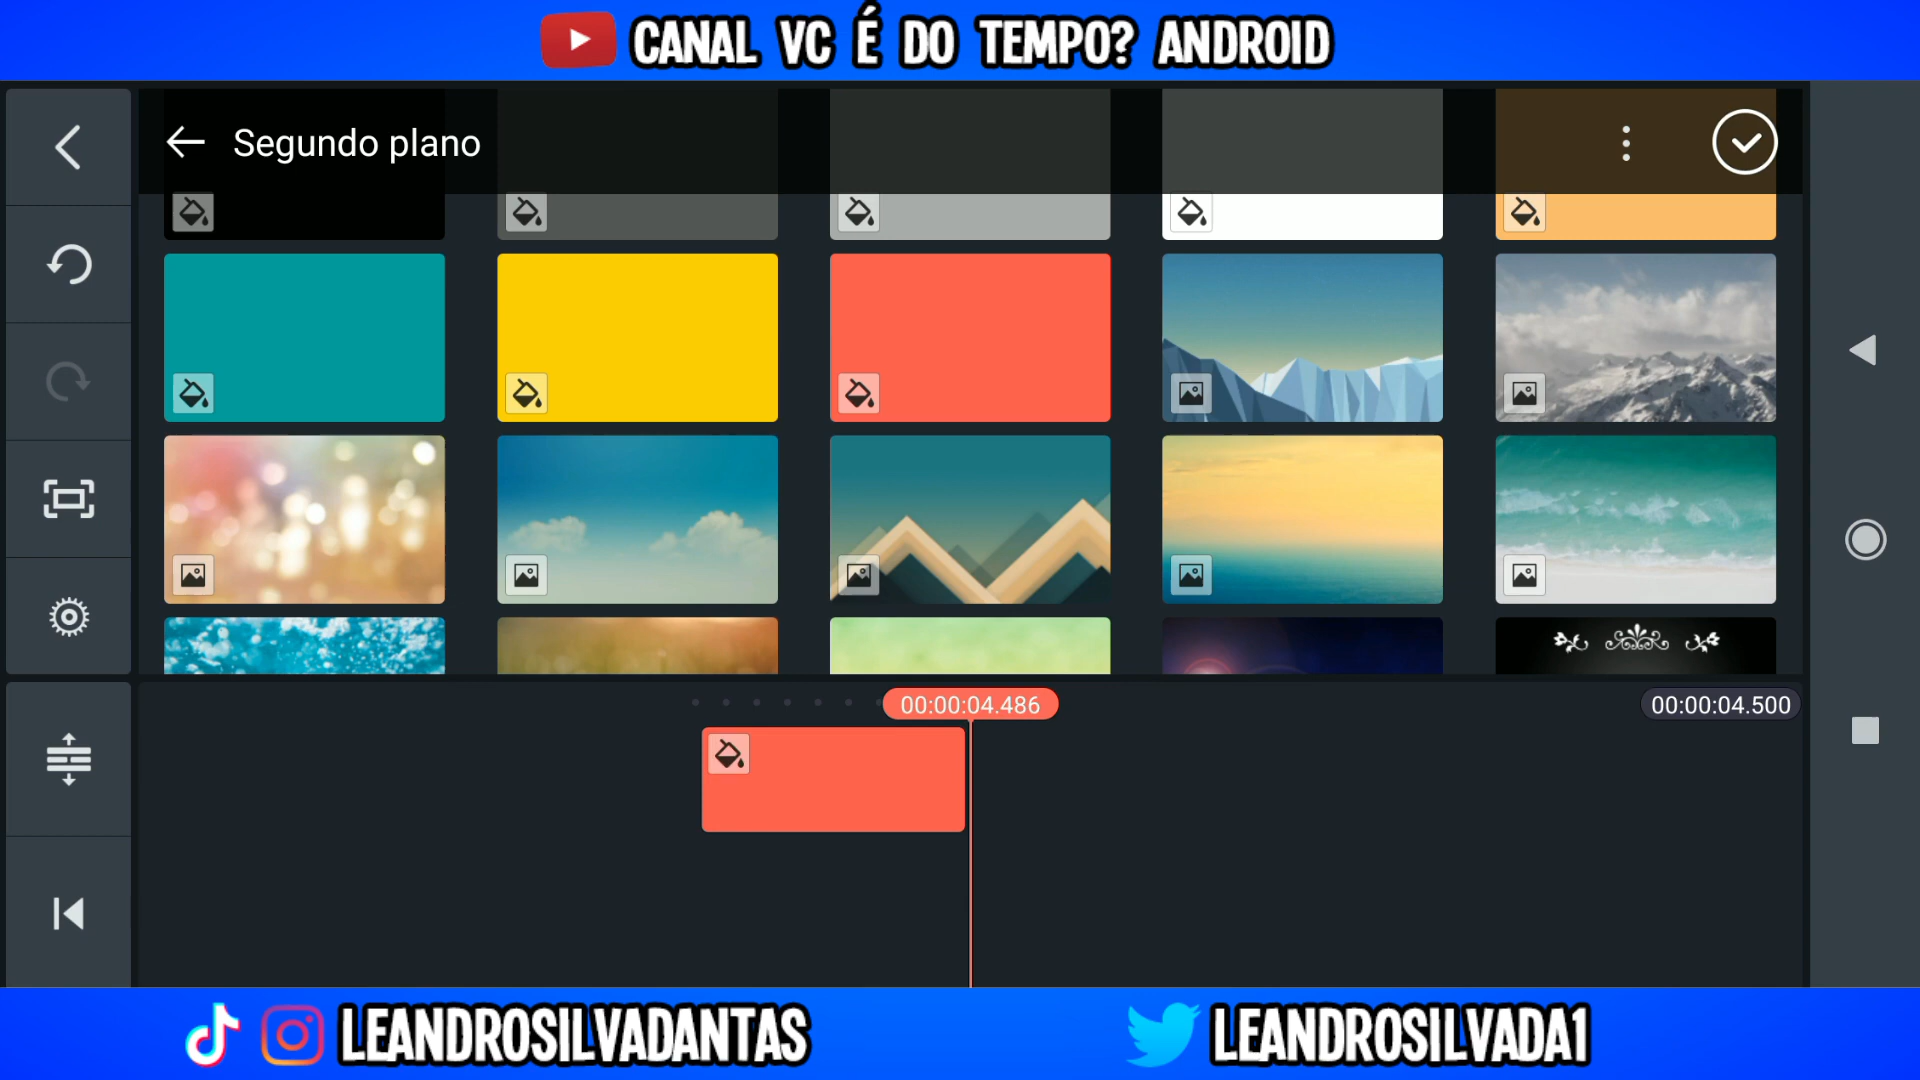 CANAL VC É DO TEMPO? ANDROID
Segundo plano
00:00:04.486
00:00:04.500
LEANDROSILVADANTAS
LEANDROSILVADA1